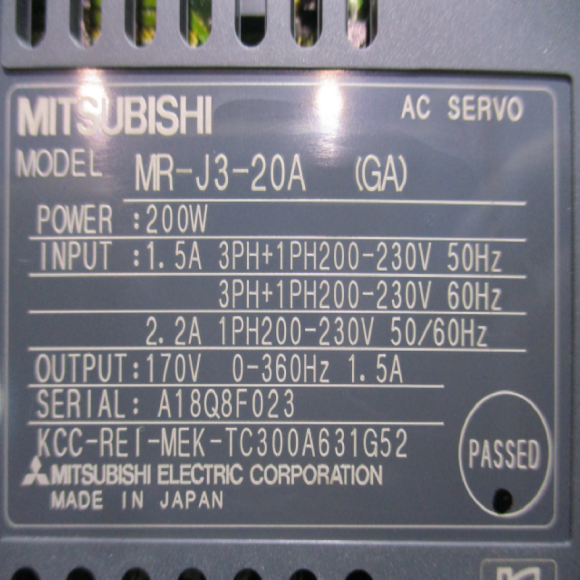 MITSUBISHI AC SERVO
MODEL MR-J3-20A (GA)
POWER :200W
INPUT :1.5A 3PH+1PH200-230V 50Hz
3PH+1PH200-230V 60Hz
2.2A 1PH200-230V 50/60Hz
OUTPUT:170V 0-360Hz 1.5A
SERIAL: A18Q8F023
KCC-REI-MEK-TC300A631G52
MITSUBISHI ELECTRIC CORPORATION
MADE IN JAPAN
PASSED